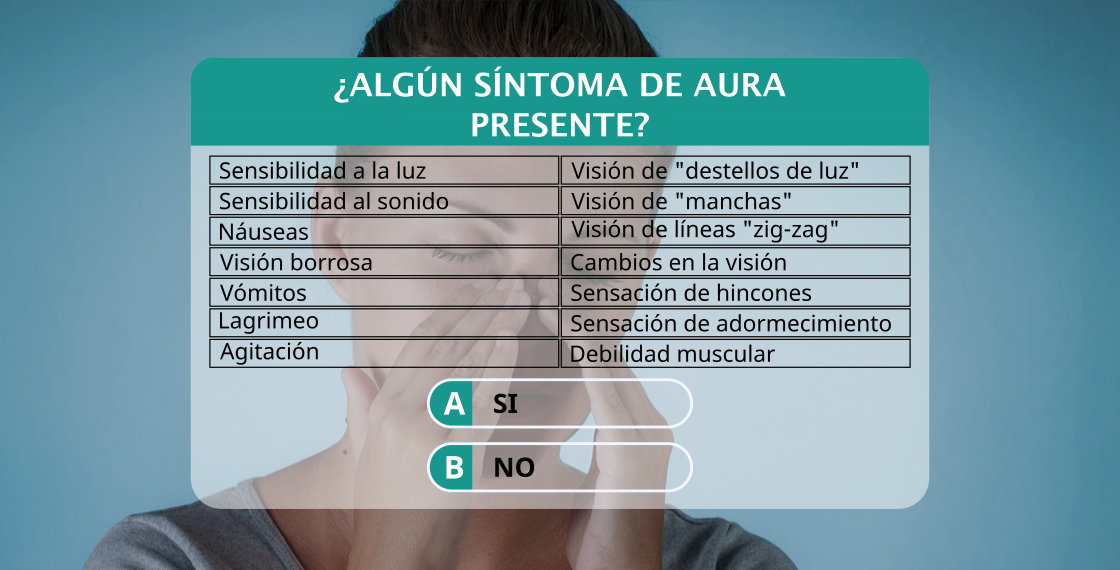 ¿ALGÚN SÍNTOMA DE AURA
PRESENTE?
Sensibilidad a la luz
Visión de "destellos de luz"
Sensibilidad al sonido
Visión de "manchas"
Náuseas
Visión de líneas "zig-zag"
Visión borrosa
Cambios en la visión
Vómitos
Sensación de hincones
Lagrimeo
Sensación de adormecimiento
Agitación
Debilidad muscular
A SI
B NO